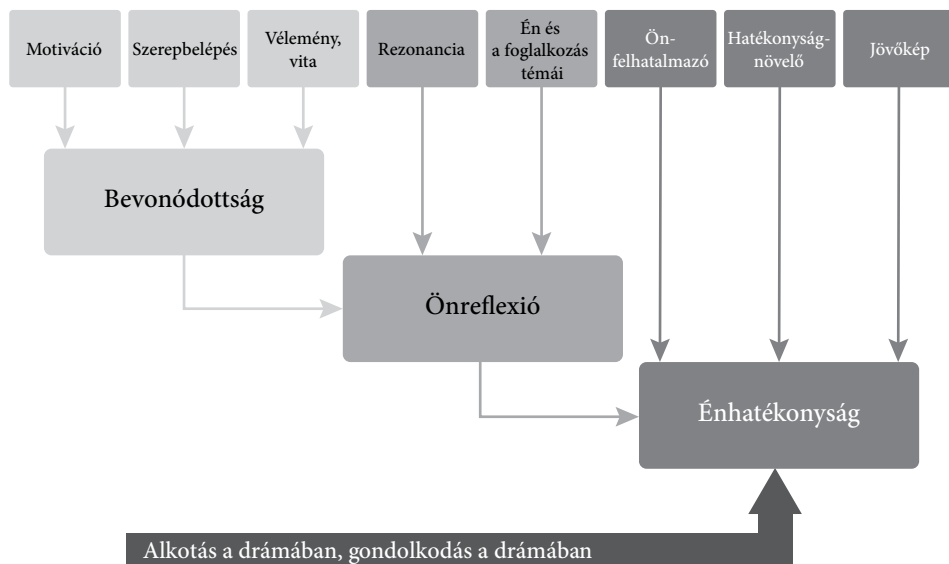 Motiváció
Szerepbelépés
Vélemény,
vita
Rezonancia
Én és
a foglalkozás
témái
Ön-
felhatalmazó
Hatékonyság-
növelő
Jövőkép
Bevonódottság
Önreflexió
Énhatékonyság
Alkotás a drámában, gondolkodás a drámában